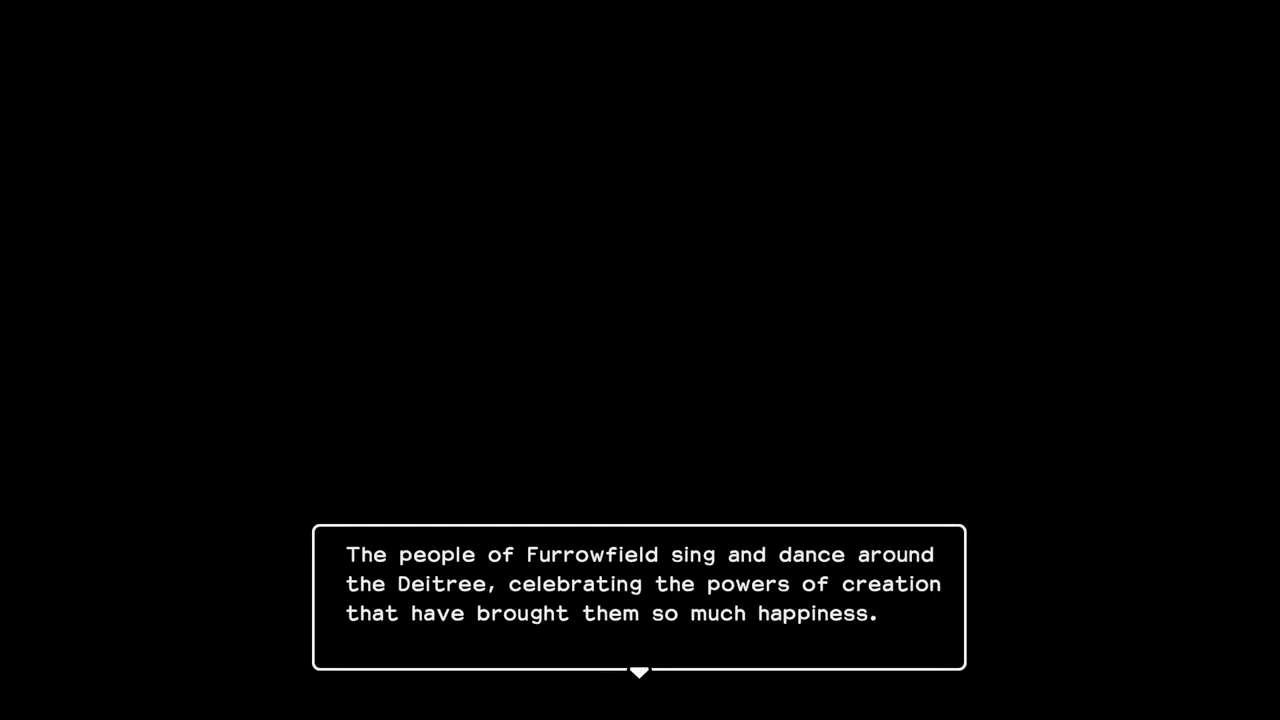 The people of Furrowfield sing and dance around
the Deitree, celebrating the powers of creation
that have brought them so much happiness.